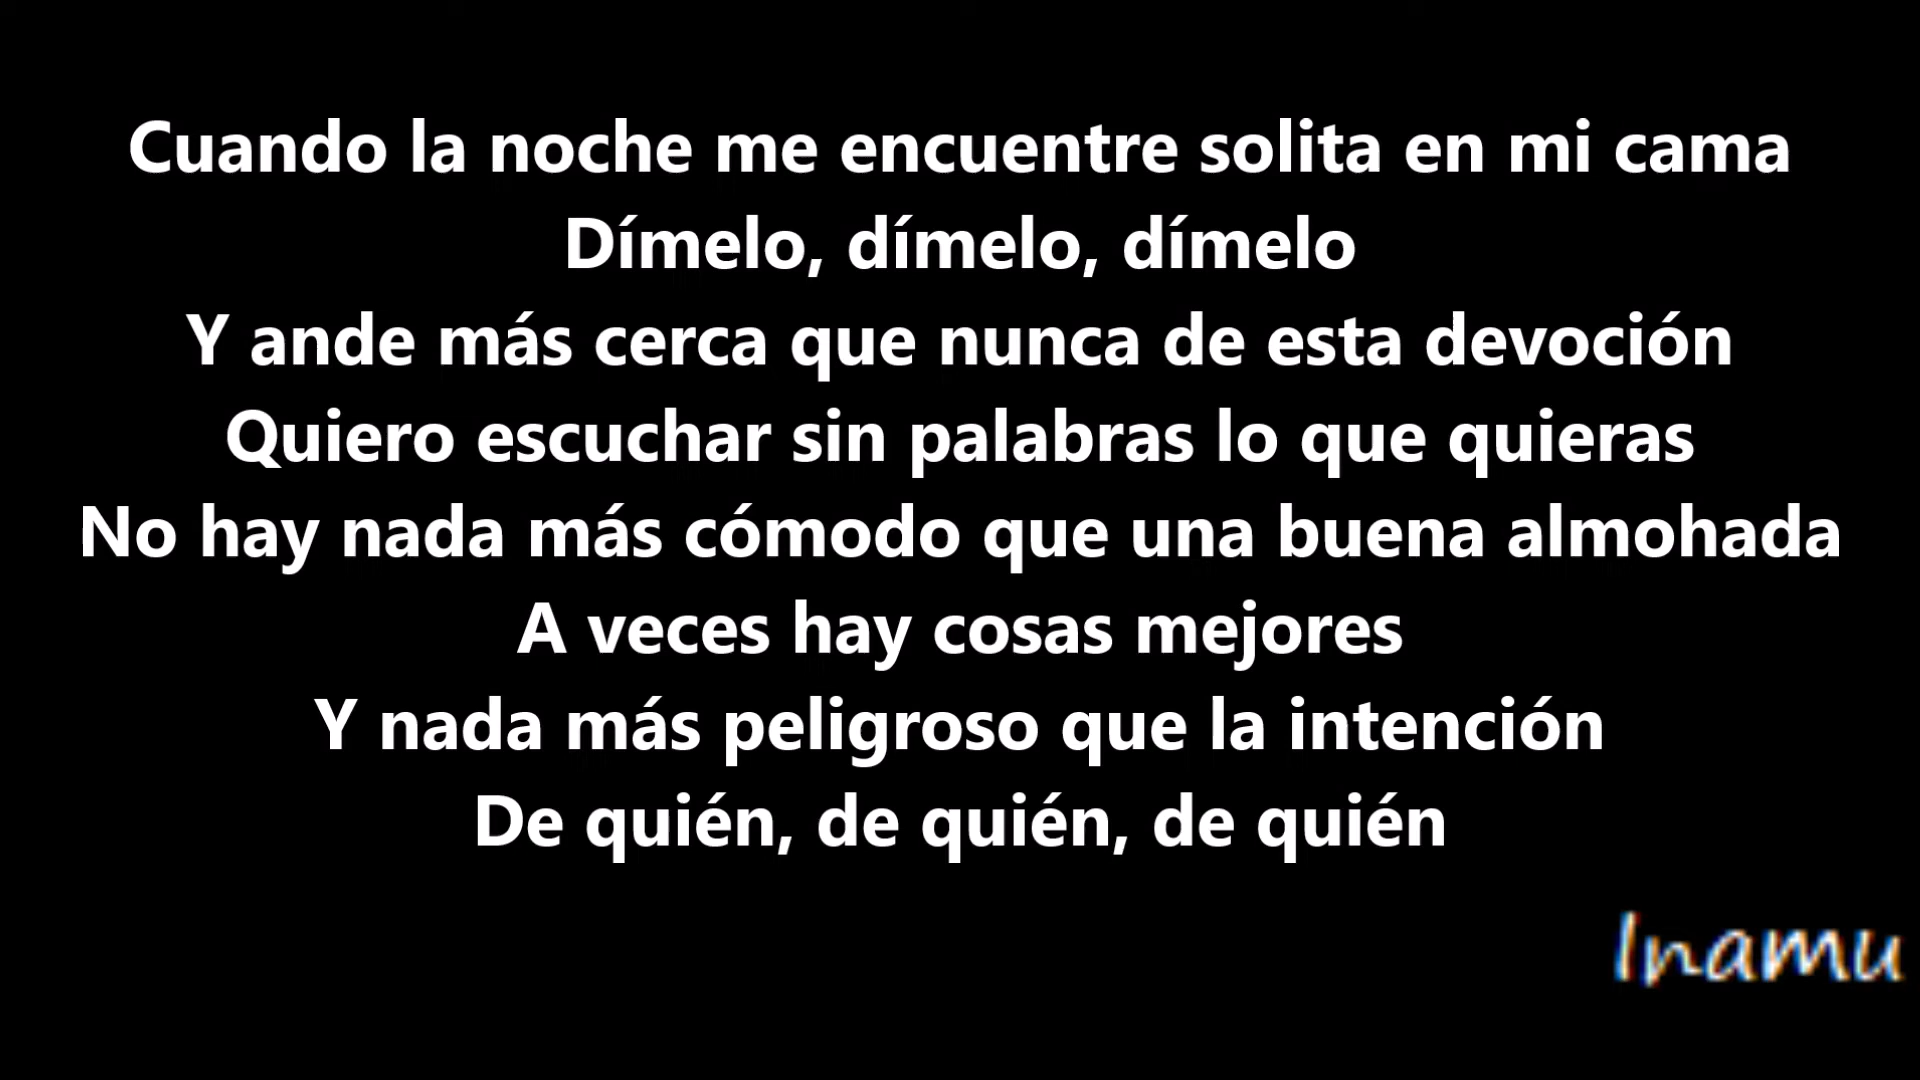 Cuando la noche me encuentre solita en mi cama
Dímelo, dímelo, dímelo
Y ande más cerca que nunca de esta devoción
Quiero escuchar sin palabras lo que quieras
No hay nada más cómodo que una buena almohada
A veces hay cosas mejores
Y nada más peligroso que la intención
De quién, de quién, de quién
Inamu